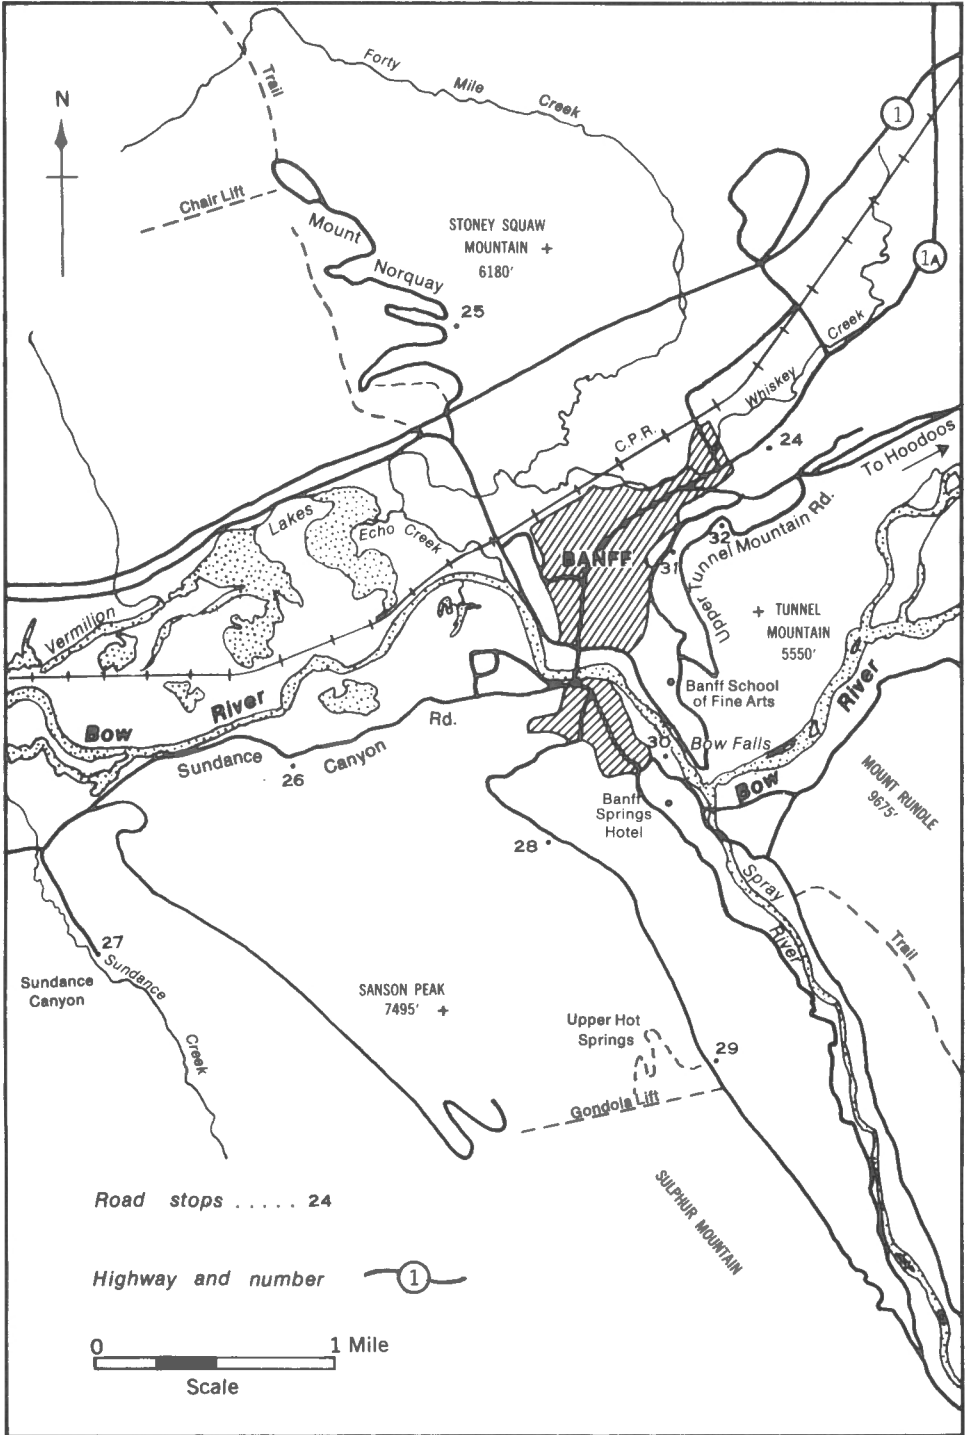 Forty
Mile
Creek
Trail
N
1
Chair Lift
Mount
Norquay
STONEY SQUAW
MOUNTAIN +
6180'
1A
25
Creek
Whiskey
C.P.R.
24
To Hoodoos
Lakes
Echo Creek
BANFF
32
31
Upper Tunnel Mountain Rd.
Vermilion
+ TUNNEL
MOUNTAIN
5550'
Banff School
of Fine Arts
River
Bow
River
Rd.
Sundance
Canyon
26
30
Bow Falls
Bow
MOUNT RUNDLE
9675'
Banff
Springs
Hotel
28
Spray
River
Trail
27
Sundance
Creek
Sundance
Canyon
SANSON PEAK
7495' +
Upper Hot
Springs
29
Gondola Lift
SULPHUR MOUNTAIN
Road stops ..... 24
Highway and number 1
0 1 Mile
Scale